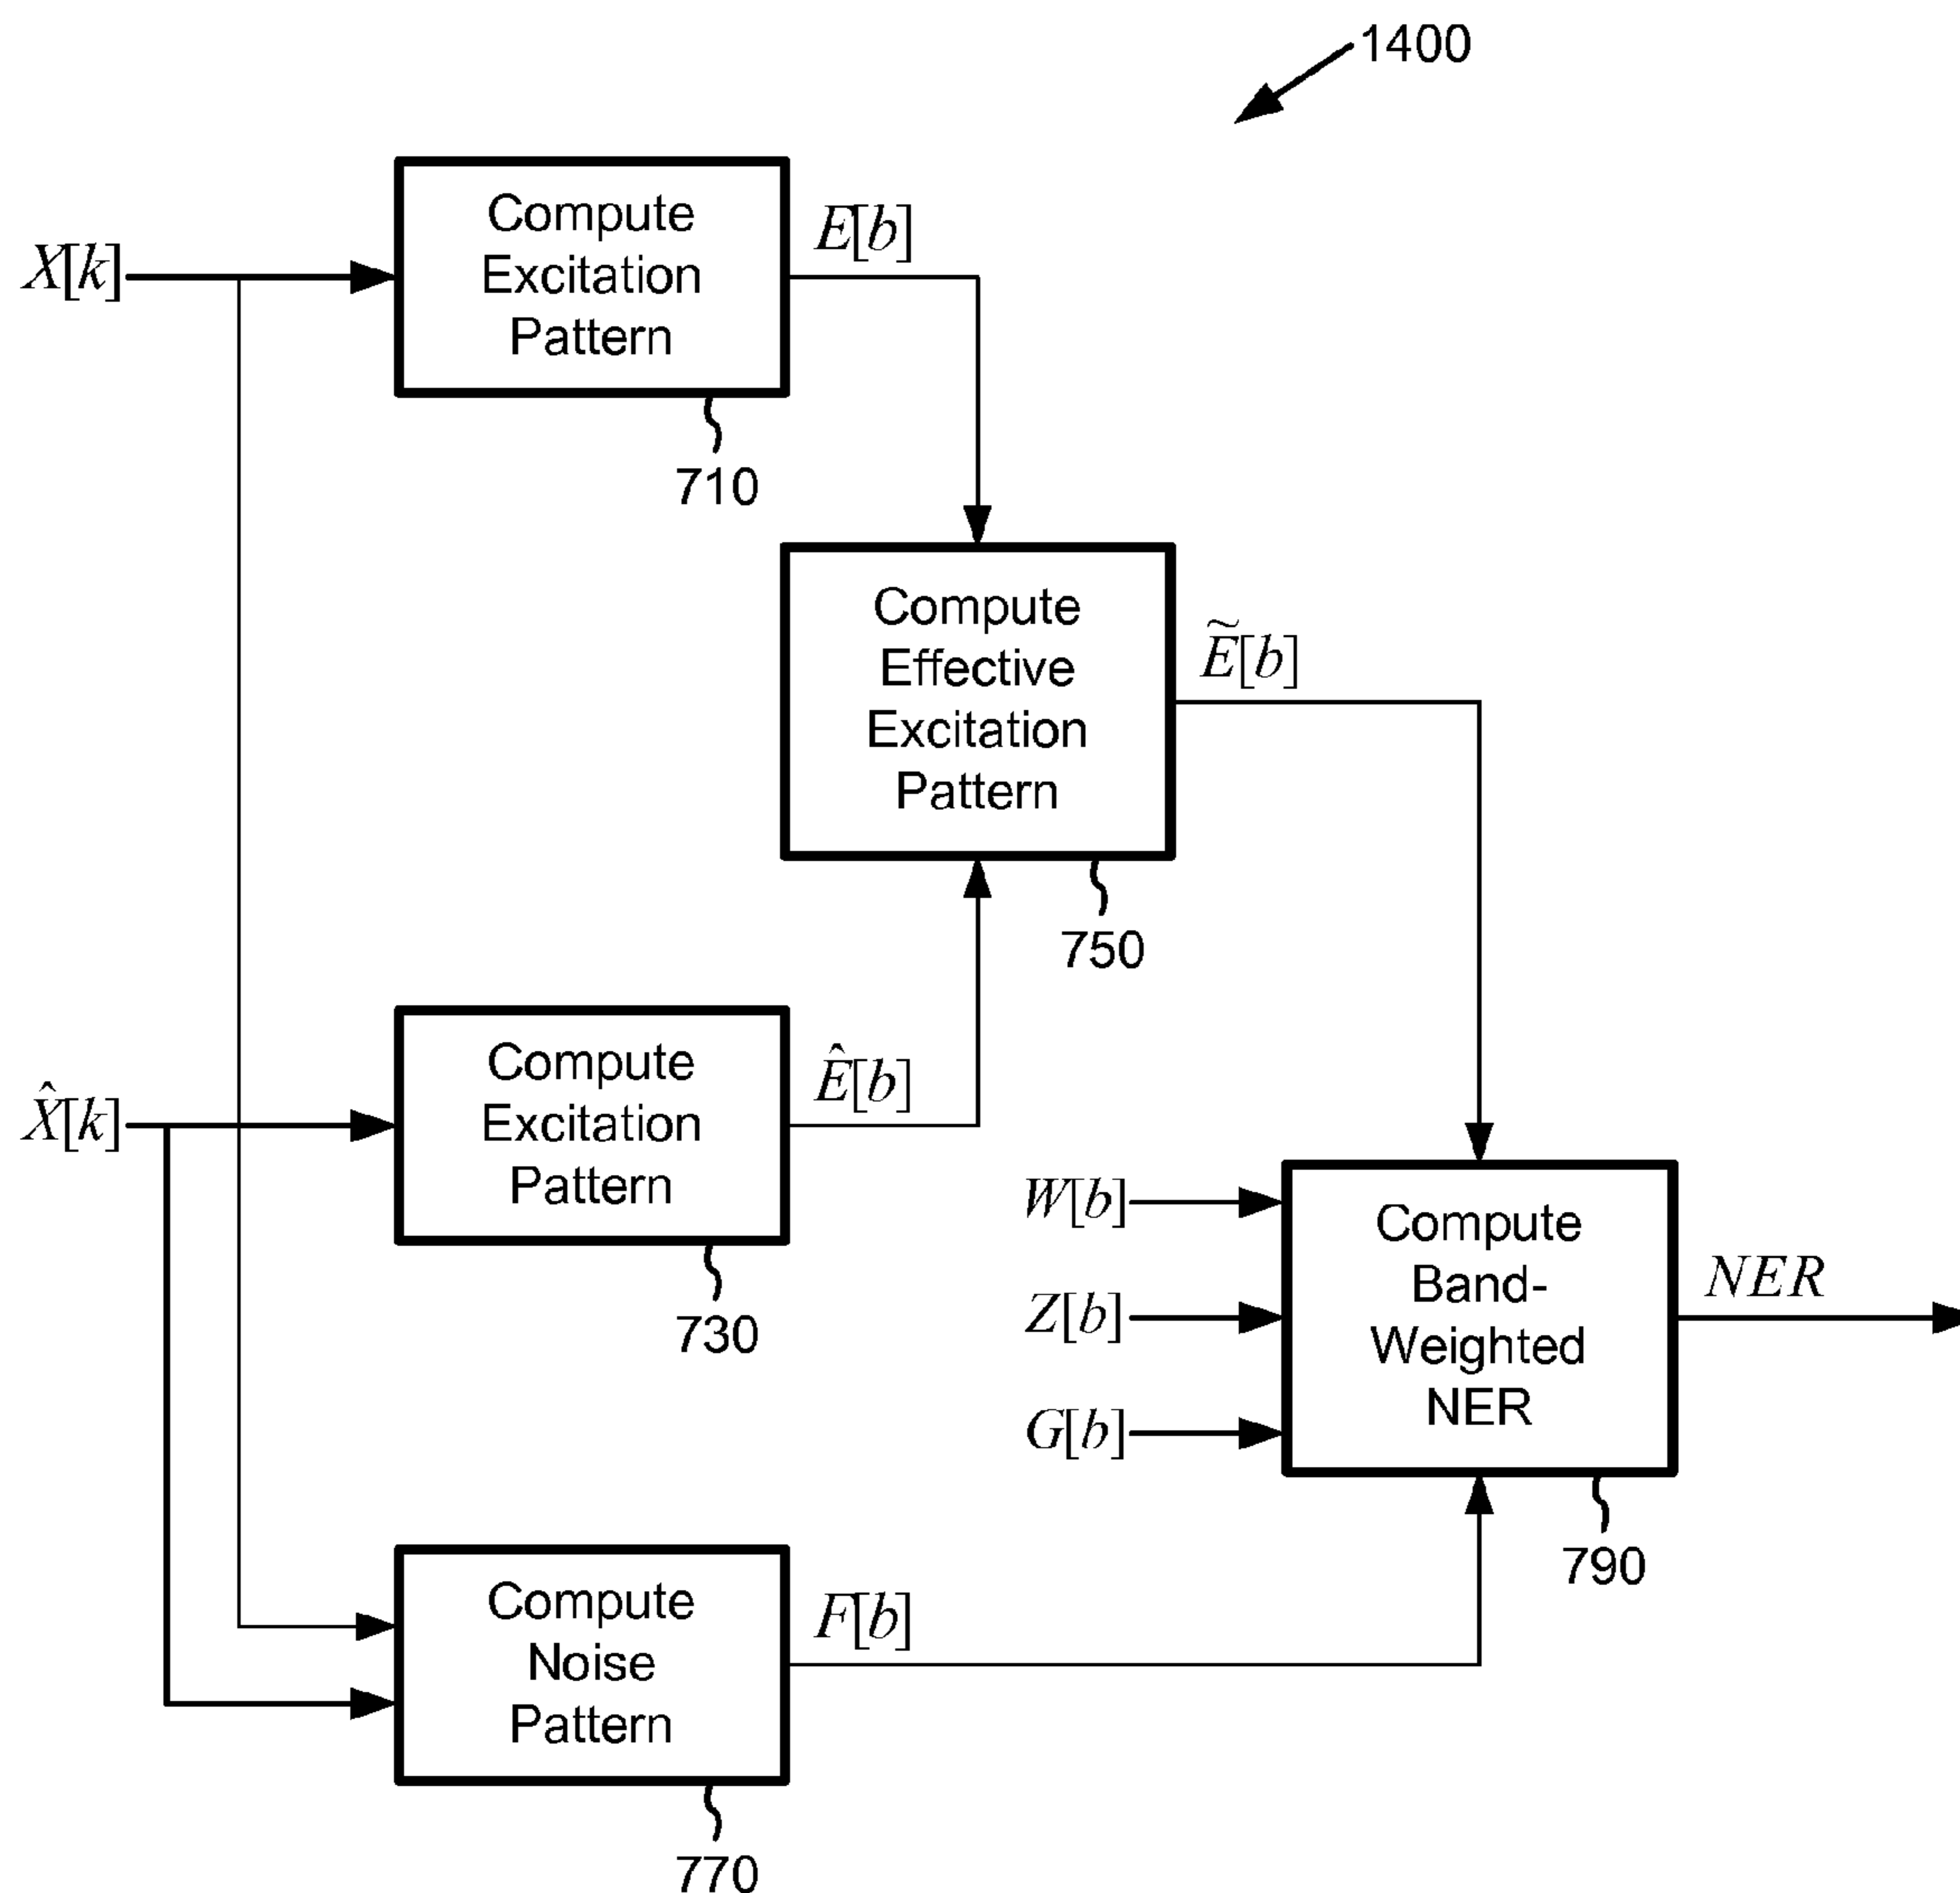 1400
Compute
Excitation
Pattern
X[k]
E[b]
710
Compute
Effective
Excitation
Pattern
Ẽ[b]
750
Compute
Excitation
Pattern
X̂[k]
Ê[b]
730
W[b]
Z[b]
G[b]
Compute
Band-
Weighted
NER
NER
790
Compute
Noise
Pattern
F[b]
770